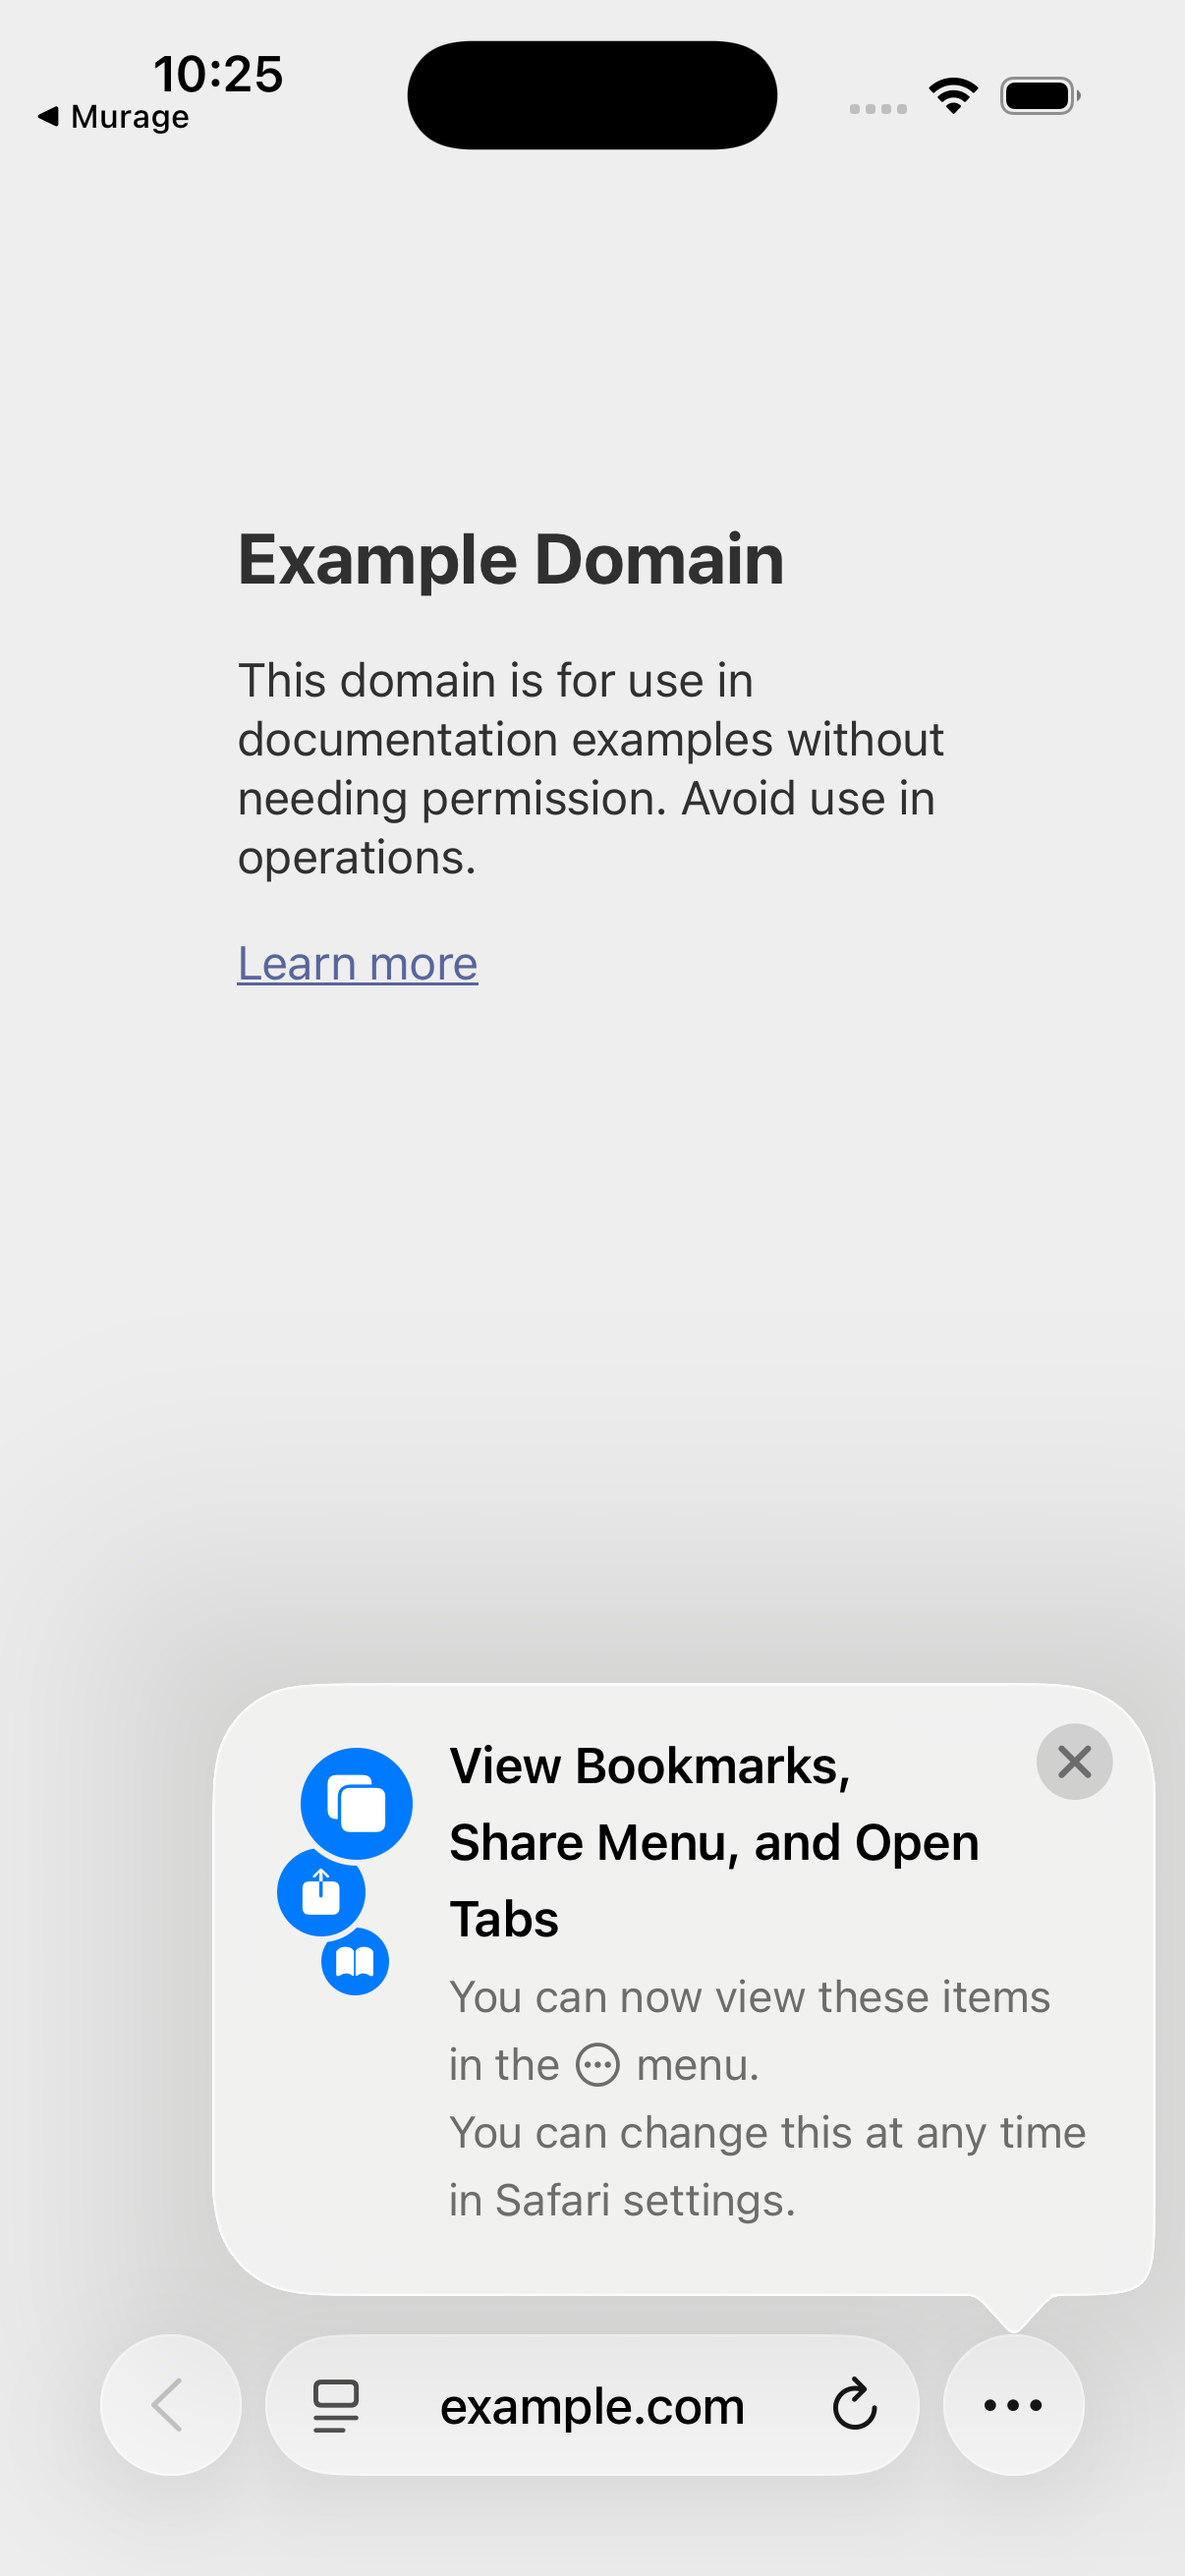 10:25
Murage
Example Domain
This domain is for use in
documentation examples without
needing permission. Avoid use in
operations.
Learn more
View Bookmarks,
Share Menu, and Open
Tabs
You can now view these items
in the menu.
You can change this at any time
in Safari settings.
example.com